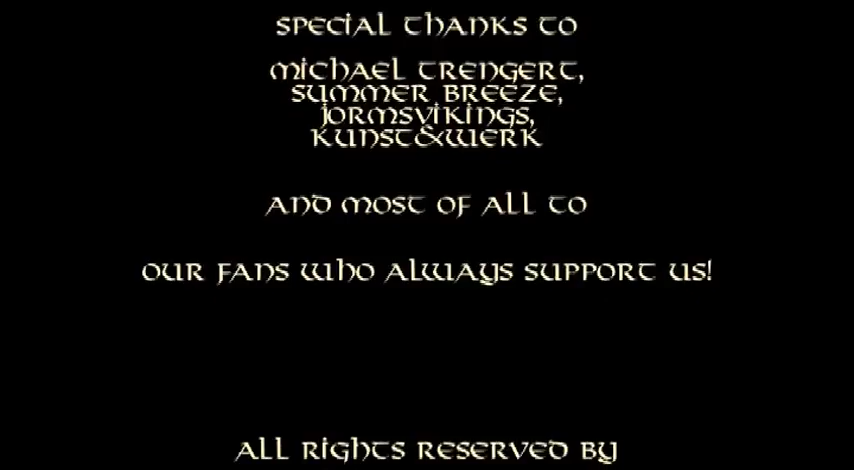 SPECIAL THANKS TO
MICHAEL TRENGERT,
SUMMER BREEZE,
JORMSVIKINGS,
KUNST&WERK
AND MOST OF ALL TO
OUR FANS WHO ALWAYS SUPPORT US!
ALL RIGHTS RESERVED BY